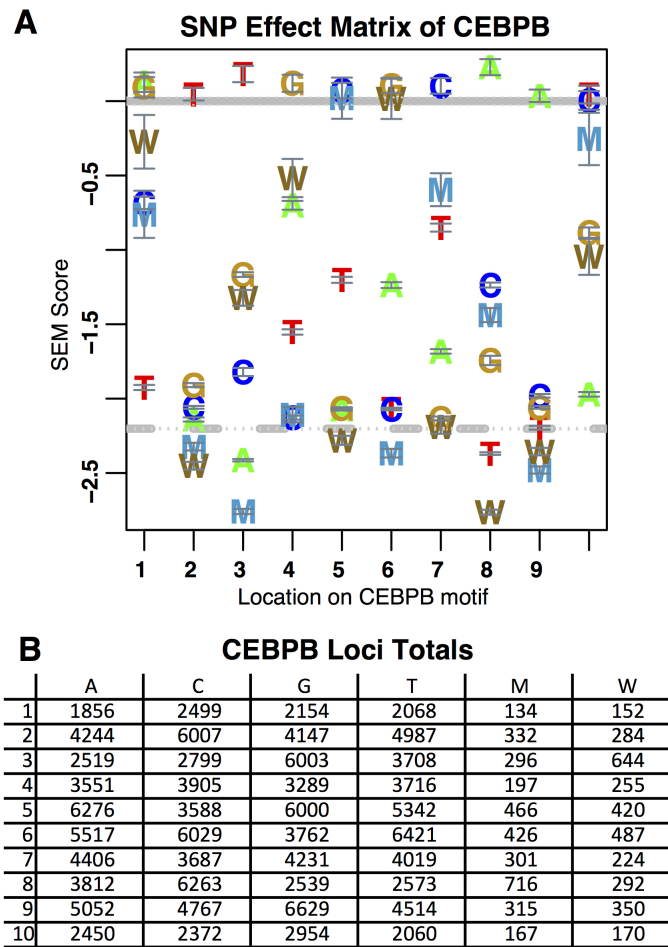 A
SNP Effect Matrix of CEBPB
SEM Score
−0.5
−1.5
−2.5
1 2 3 4 5 6 7 8 9
Location on CEBPB motif
B
CEBPB Loci Totals
A C G T M W
1 1856 2499 2154 2068 134 152
2 4244 6007 4147 4987 332 284
3 2519 2799 6003 3708 296 644
4 3551 3905 3289 3716 197 255
5 6276 3588 6000 5342 466 420
6 5517 6029 3762 6421 426 487
7 4406 3687 4231 4019 301 224
8 3812 6263 2539 2573 716 292
9 5052 4767 6629 4514 315 350
10 2450 2372 2954 2060 167 170